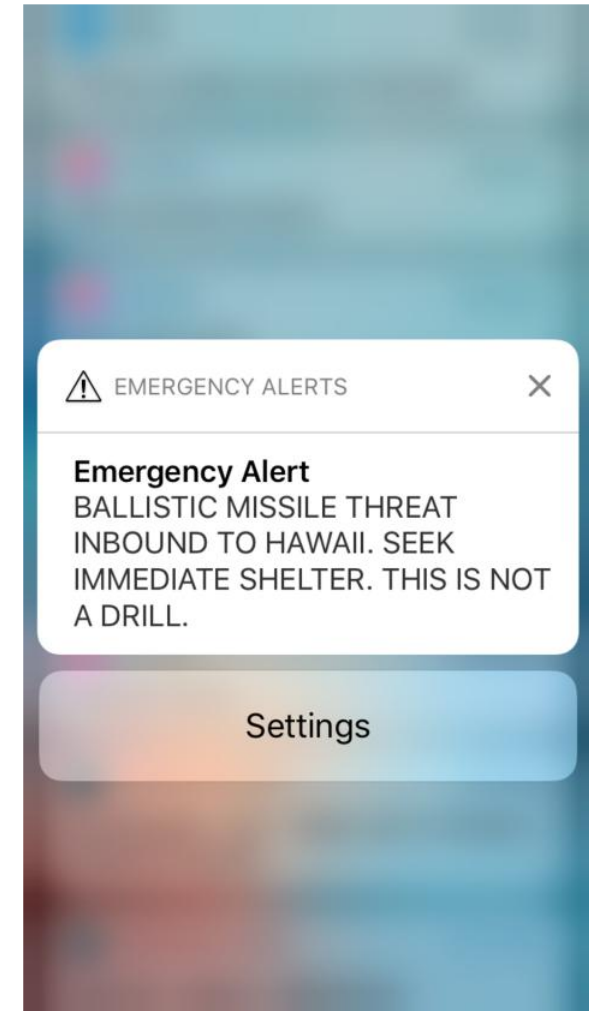 EMERGENCY ALERTS
Emergency Alert
BALLISTIC MISSILE THREAT
INBOUND TO HAWAII. SEEK
IMMEDIATE SHELTER. THIS IS NOT
A DRILL.
Settings